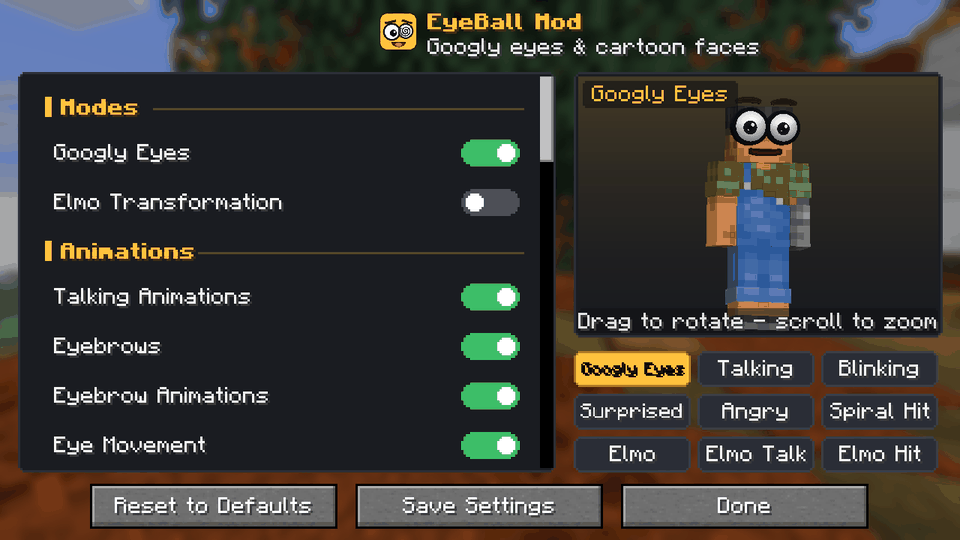 EyeBall Mod
Googly eyes & cartoon faces
Modes
Googly Eyes
Elmo Transformation
Animations
Talking Animations
Eyebrows
Eyebrow Animations
Eye Movement
Googly Eyes
Drag to rotate - scroll to zoom
Googly Eyes
Talking
Blinking
Surprised
Angry
Spiral Hit
Elmo
Elmo Talk
Elmo Hit
Reset to Defaults
Save Settings
Done